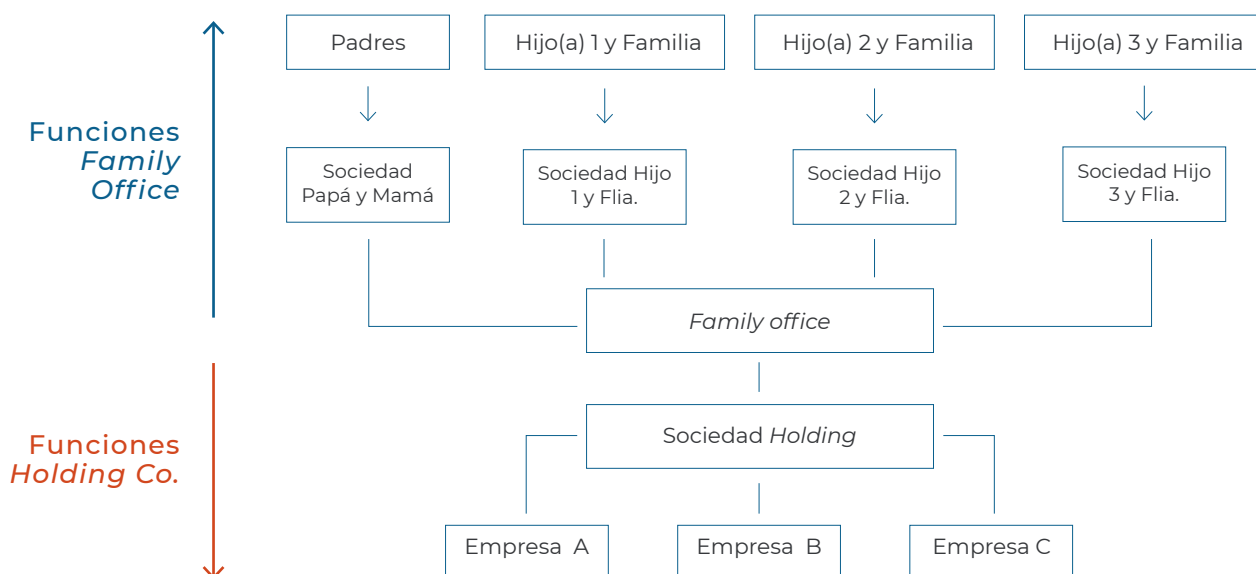 Padres
Hijo(a) 1 y Familia
Hijo(a) 2 y Familia
Hijo(a) 3 y Familia
Funciones
Family
Office
Sociedad
Papá y Mamá
Sociedad Hijo
1 y Flia.
Sociedad Hijo
2 y Flia.
Sociedad Hijo
3 y Flia.
Family office
Funciones
Holding Co.
Sociedad Holding
Empresa A
Empresa B
Empresa C